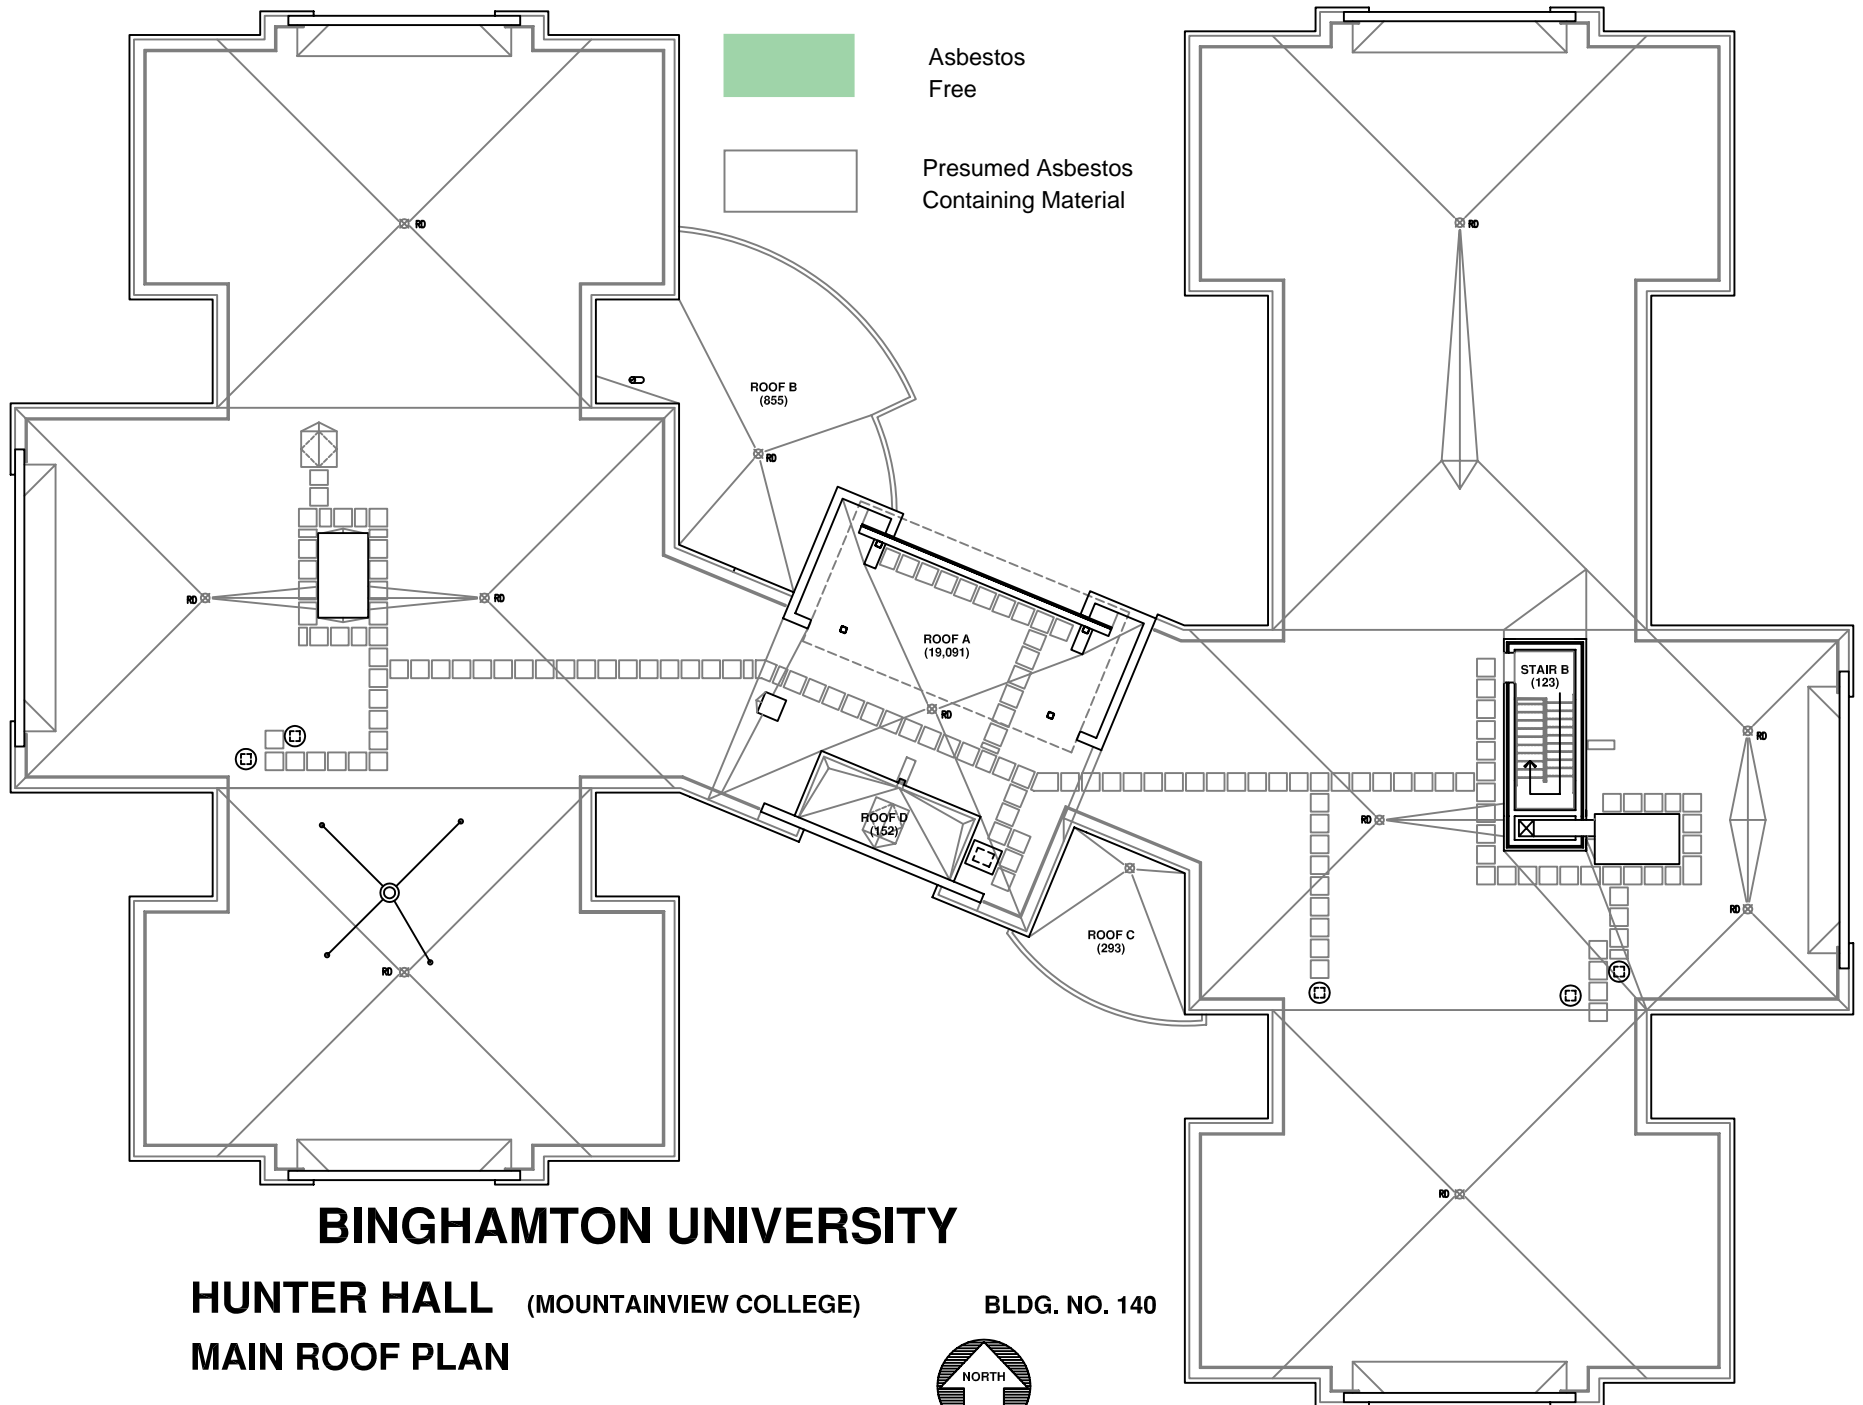 Asbestos
Free
Presumed Asbestos
Containing Material
RD
RD
ROOF B
(855)
RD
RD
RD
ROOF A
(19,091)
RD
STAIR B
(123)
RD
ROOF D
(152)
RD
RD
ROOF C
(293)
RD
RD
BINGHAMTON UNIVERSITY
HUNTER HALL (MOUNTAINVIEW COLLEGE) BLDG. NO. 140
MAIN ROOF PLAN
NORTH